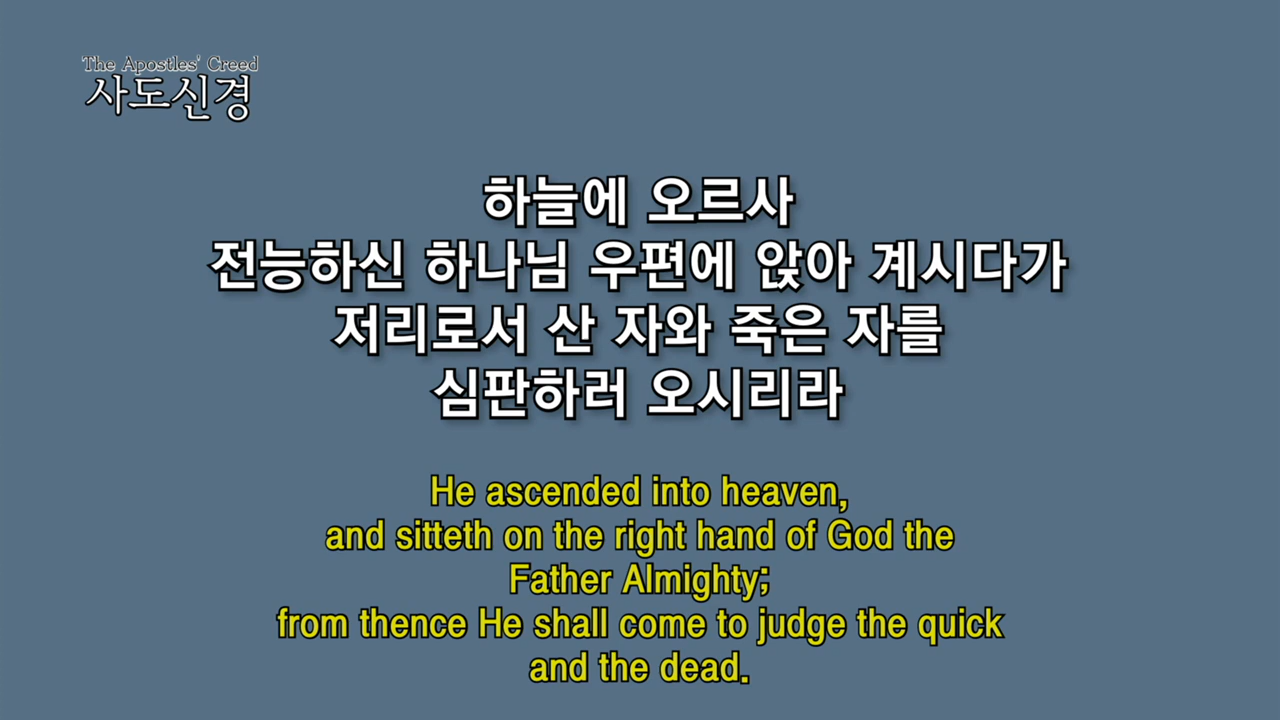 The Apostles' Creed
사도신경
하늘에 오르사
전능하신 하나님 우편에 앉아 계시다가
저리로서 산 자와 죽은 자를
심판하러 오시리라
He ascended into heaven,
and sitteth on the right hand of God the
Father Almighty;
from thence He shall come to judge the quick
and the dead.